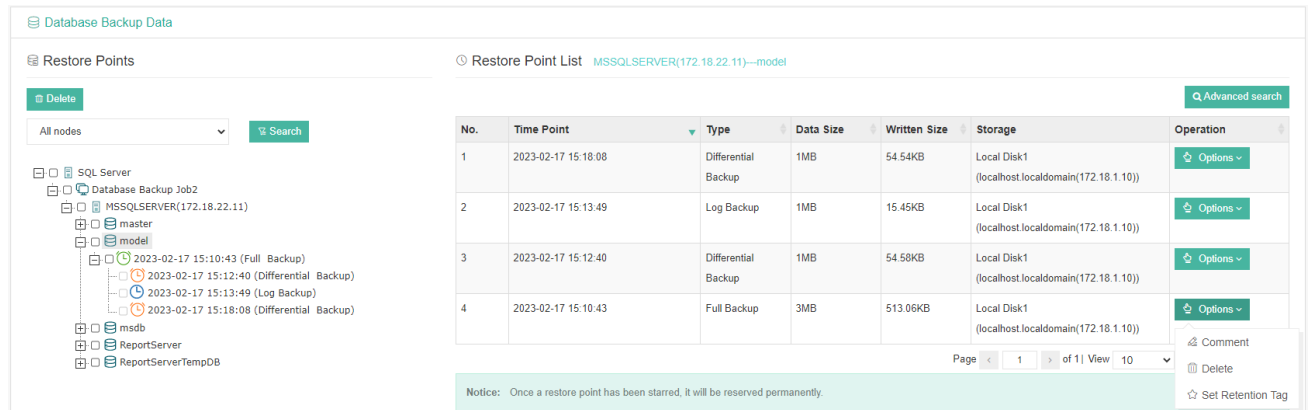 Database Backup Data
Restore Points
Delete
All nodes
Search
SQL Server
Database Backup Job2
MSSQLSERVER(172.18.22.11)
master
model
2023-02-17 15:10:43 (Full Backup)
2023-02-17 15:12:40 (Differential Backup)
2023-02-17 15:13:49 (Log Backup)
2023-02-17 15:18:08 (Differential Backup)
msdb
ReportServer
ReportServerTempDB
Restore Point List MSSQLSERVER(172.18.22.11)---model
Advanced search
No. Time Point Type Data Size Written Size Storage Operation
1 2023-02-17 15:18:08 Differential 1MB 54.54KB Local Disk1 Options
Backup (localhost.localdomain(172.18.1.10))
2 2023-02-17 15:13:49 Log Backup 1MB 15.45KB Local Disk1 Options
(localhost.localdomain(172.18.1.10))
3 2023-02-17 15:12:40 Differential 1MB 54.58KB Local Disk1 Options
Backup (localhost.localdomain(172.18.1.10))
4 2023-02-17 15:10:43 Full Backup 3MB 513.06KB Local Disk1 Options
(localhost.localdomain(172.18.1.10))
Comment
Delete
Set Retention Tag
Page < 1 > of 1| View 10
Notice: Once a restore point has been starred, it will be reserved permanently.